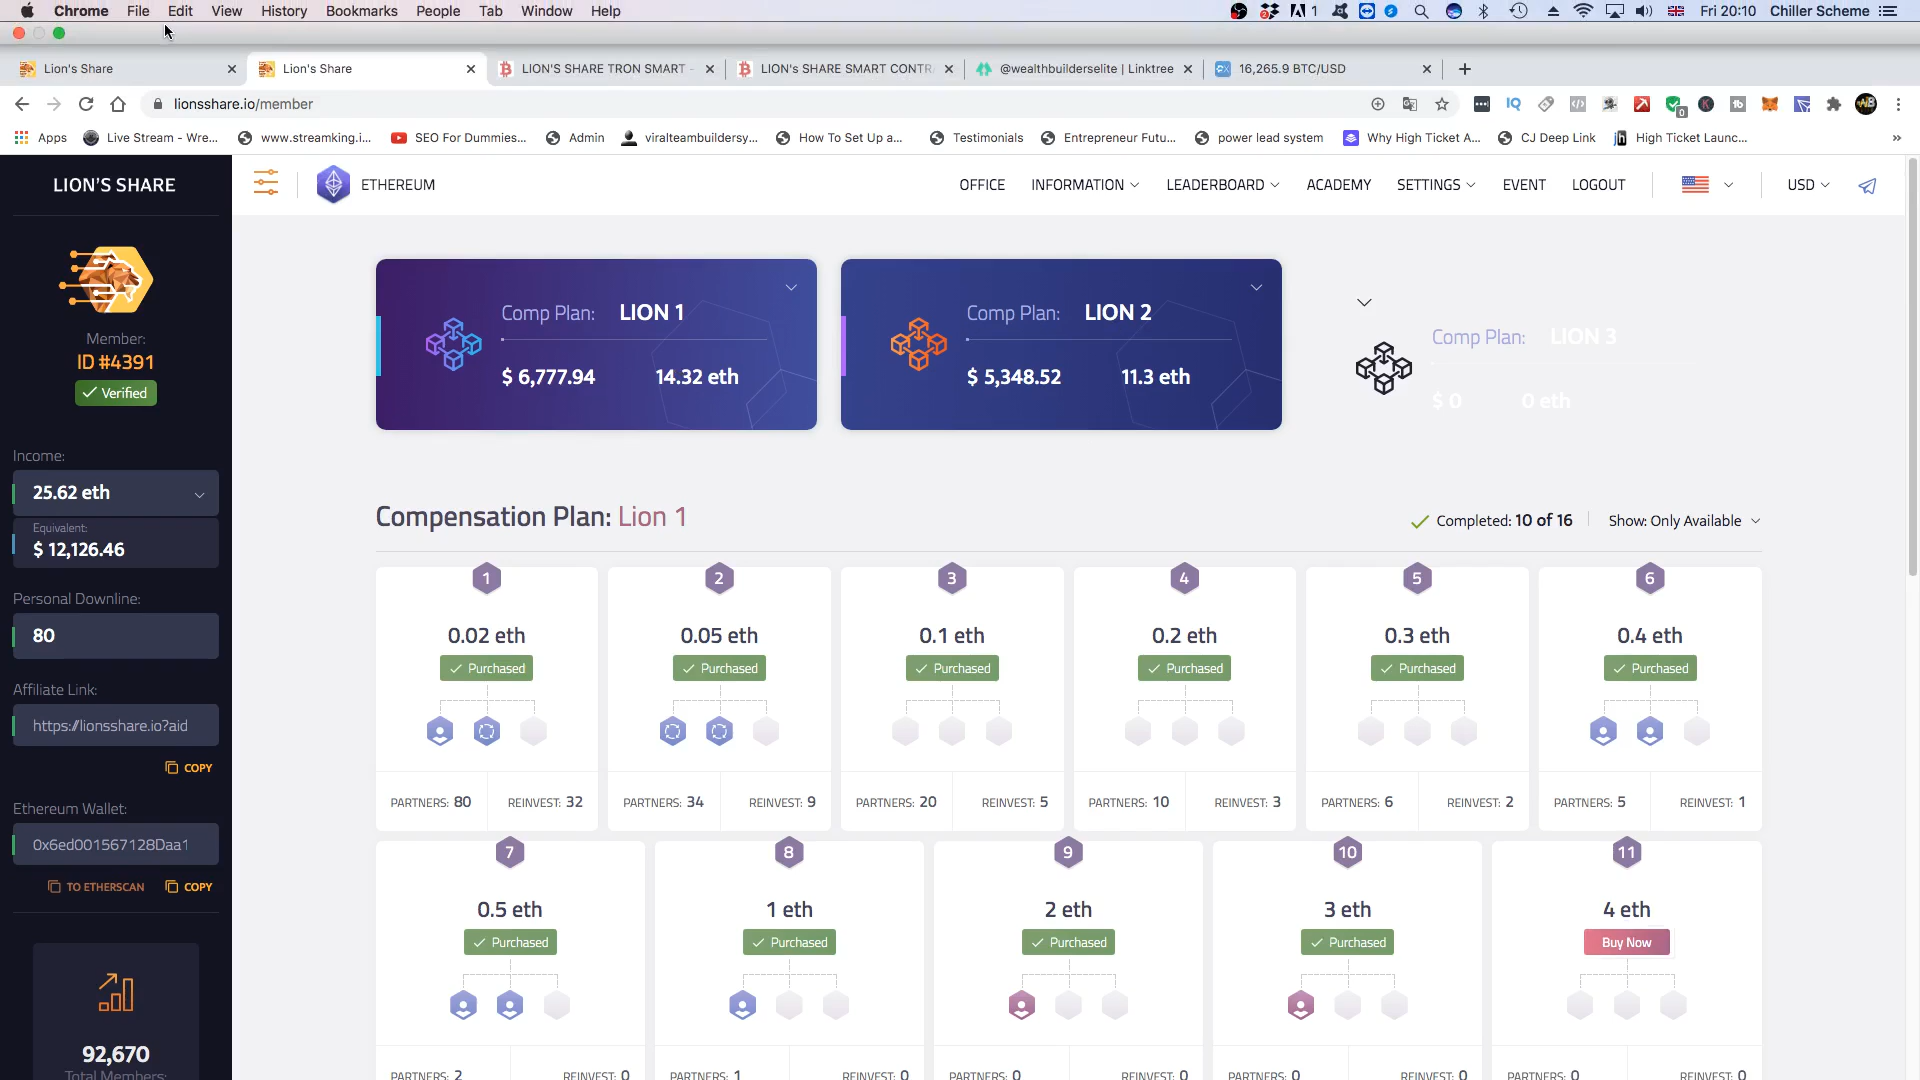 Chrome File Edit View History Bookmarks People Tab Window Help
1 Fri 20:10 Chiller Scheme
Lion's Share
Lion's Share
LION'S SHARE TRON SMART -
LION's SHARE SMART CONTRA
@wealthbuilderselite | Linktree
16,265.9 BTC/USD
lionsshare.io/member
Apps
Live Stream - Wre...
www.streamking.i...
SEO For Dummies...
Admin
viralteambuildersy...
How To Set Up a...
Testimonials
Entrepreneur Futu...
power lead system
Why High Ticket A...
CJ Deep Link
High Ticket Launc...
LION'S SHARE
ETHEREUM
OFFICE INFORMATION LEADERBOARD ACADEMY SETTINGS EVENT LOGOUT USD
Member:
ID #4391
Verified
Income:
25.62 eth
Equivalent:
$ 12,126.46
Personal Downline:
80
Affiliate Link:
https://lionsshare.io?aid
COPY
Ethereum Wallet:
0x6ed001567128Daa1
TO ETHERSCAN COPY
92,670
Total Members:
Comp Plan: LION 1
$ 6,777.94 14.32 eth
Comp Plan: LION 2
$ 5,348.52 11.3 eth
Comp Plan: LION 3
$ 0 0 eth
Compensation Plan: Lion 1
Completed: 10 of 16 Show: Only Available
1 2 3 4 5 6
0.02 eth 0.05 eth 0.1 eth 0.2 eth 0.3 eth 0.4 eth
Purchased Purchased Purchased Purchased Purchased Purchased
PARTNERS: 80 REINVEST: 32 PARTNERS: 34 REINVEST: 9 PARTNERS: 20 REINVEST: 5 PARTNERS: 10 REINVEST: 3 PARTNERS: 6 REINVEST: 2 PARTNERS: 5 REINVEST: 1
7 8 9 10 11
0.5 eth 1 eth 2 eth 3 eth 4 eth
Purchased Purchased Purchased Purchased Buy Now
PARTNERS: 2 REINVEST: 0 PARTNERS: 1 REINVEST: 0 PARTNERS: 0 REINVEST: 0 PARTNERS: 0 REINVEST: 0 PARTNERS: 0 REINVEST: 0